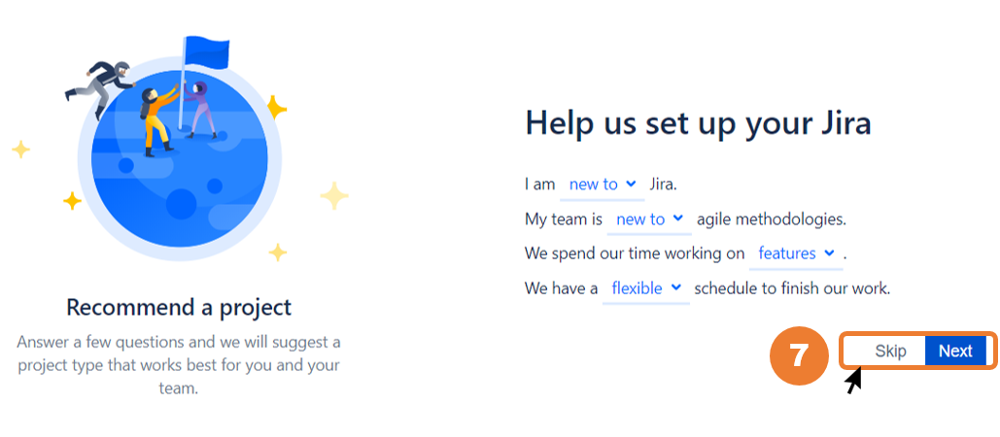 Help us set up your Jira
I am new to Jira.
My team is new to agile methodologies.
We spend our time working on features .
We have a flexible schedule to finish our work.
Recommend a project
Answer a few questions and we will suggest a
project type that works best for you and your
team.
7 Skip Next